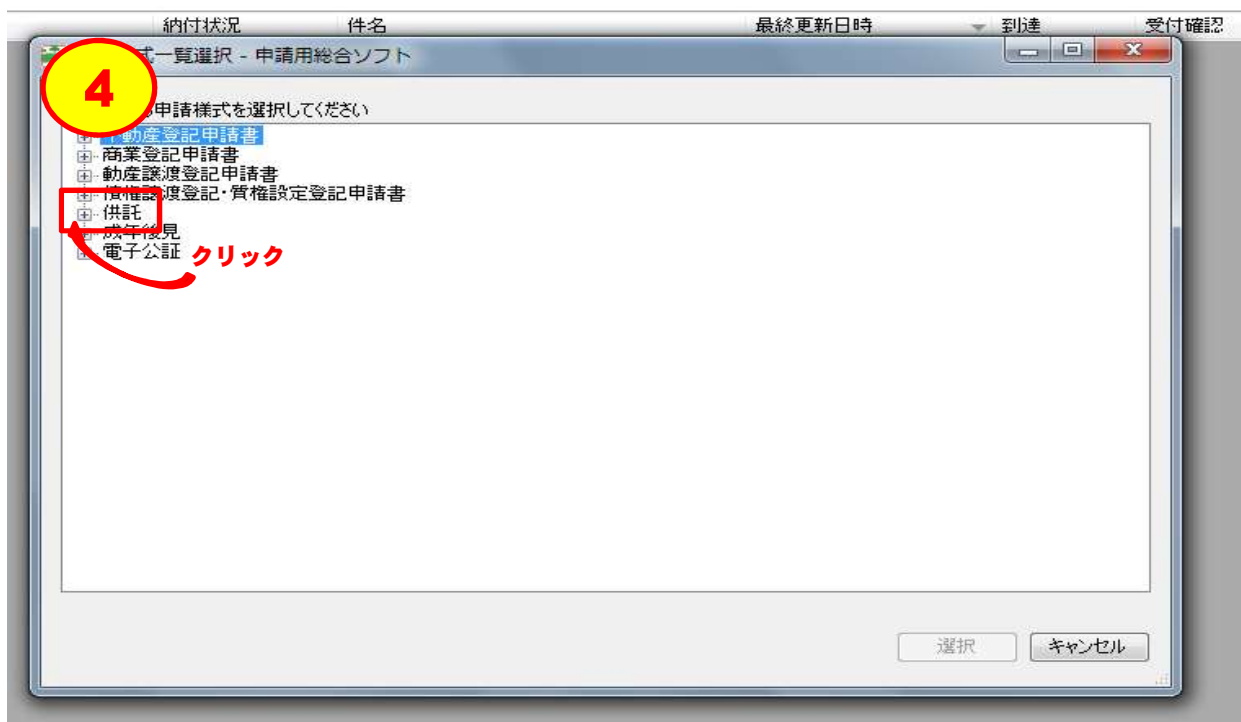 納付状況 件名 最終更新日時 到達 受付確認
式一覧選択 - 申請用総合ソフト
4
申請様式を選択してください
不動産登記申請書
商業登記申請書
動産譲渡登記申請書
債権譲渡登記・質権設定登記申請書
供託
成年後見
電子公証
クリック
選択 キャンセル